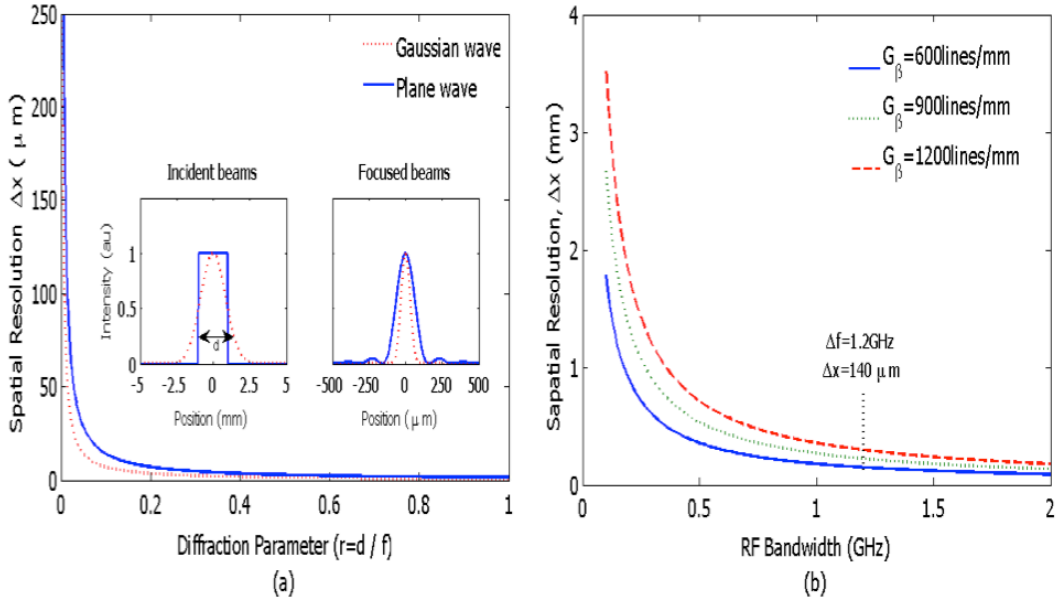 250
200
150
100
50
0
Spatial Resolution Δx ( μ m)
Gaussian wave
Plane wave
Incident beams
Focused beams
Intensity (au)
1
0.5
0
d
-5 -2.5 0 2.5 5
Position (mm)
-500 -250 0 250 500
Position ( μ m)
0 0.2 0.4 0.6 0.8 1
Diffraction Parameter (r=d / f)
(a)
4
3
2
1
0
Sapatial Resolution, Δx (mm)
Gβ=600lines/mm
Gβ=900lines/mm
Gβ=1200lines/mm
Δf=1.2GHz
Δx=140 μ m
0 0.5 1 1.5 2
RF Bandwidth (GHz)
(b)